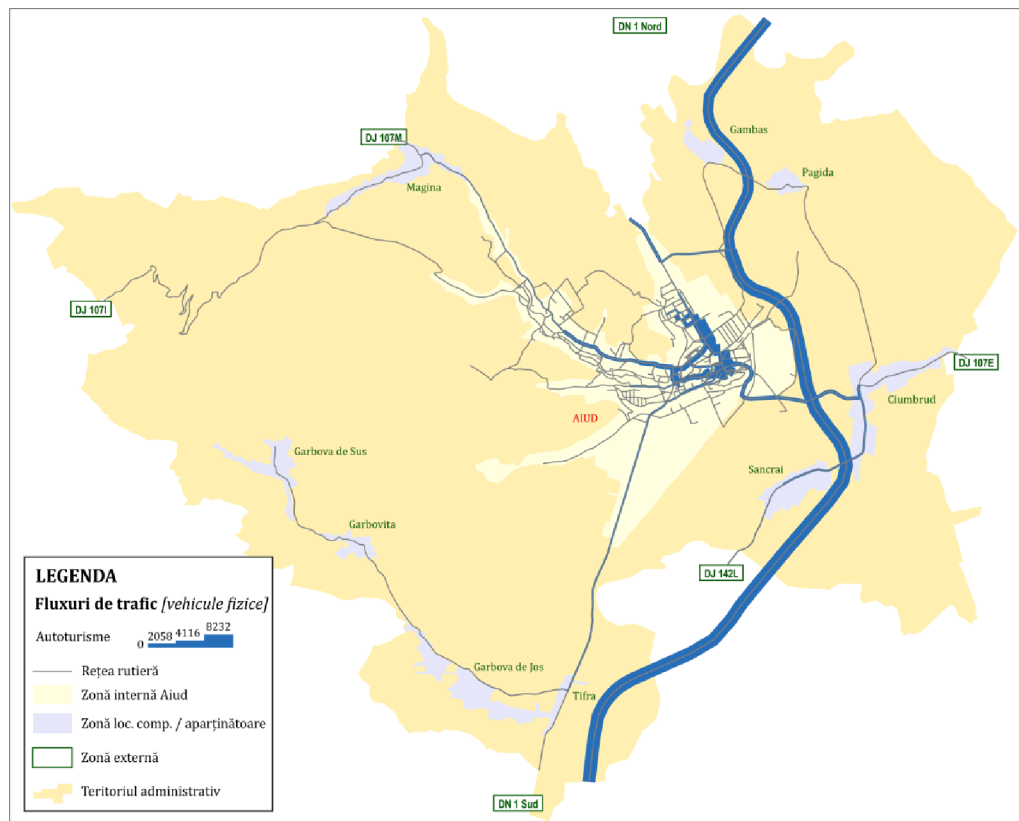 DN 1 Nord
Gambas
DJ 107M
Pagida
Magina
DJ 107I
DJ 107E
Ciumbrud
AIUD
Garbova de Sus
Sancrai
Garbovita
DJ 142L
LEGENDA
Fluxuri de trafic [vehicule fizice]
Autoturisme 0 2058 4116 8232
Rețea rutieră
Zonă internă Aiud
Zonă loc. comp. / aparținătoare
Zonă externă
Teritoriul administrativ
Garbova de Jos
Tifra
DN 1 Sud